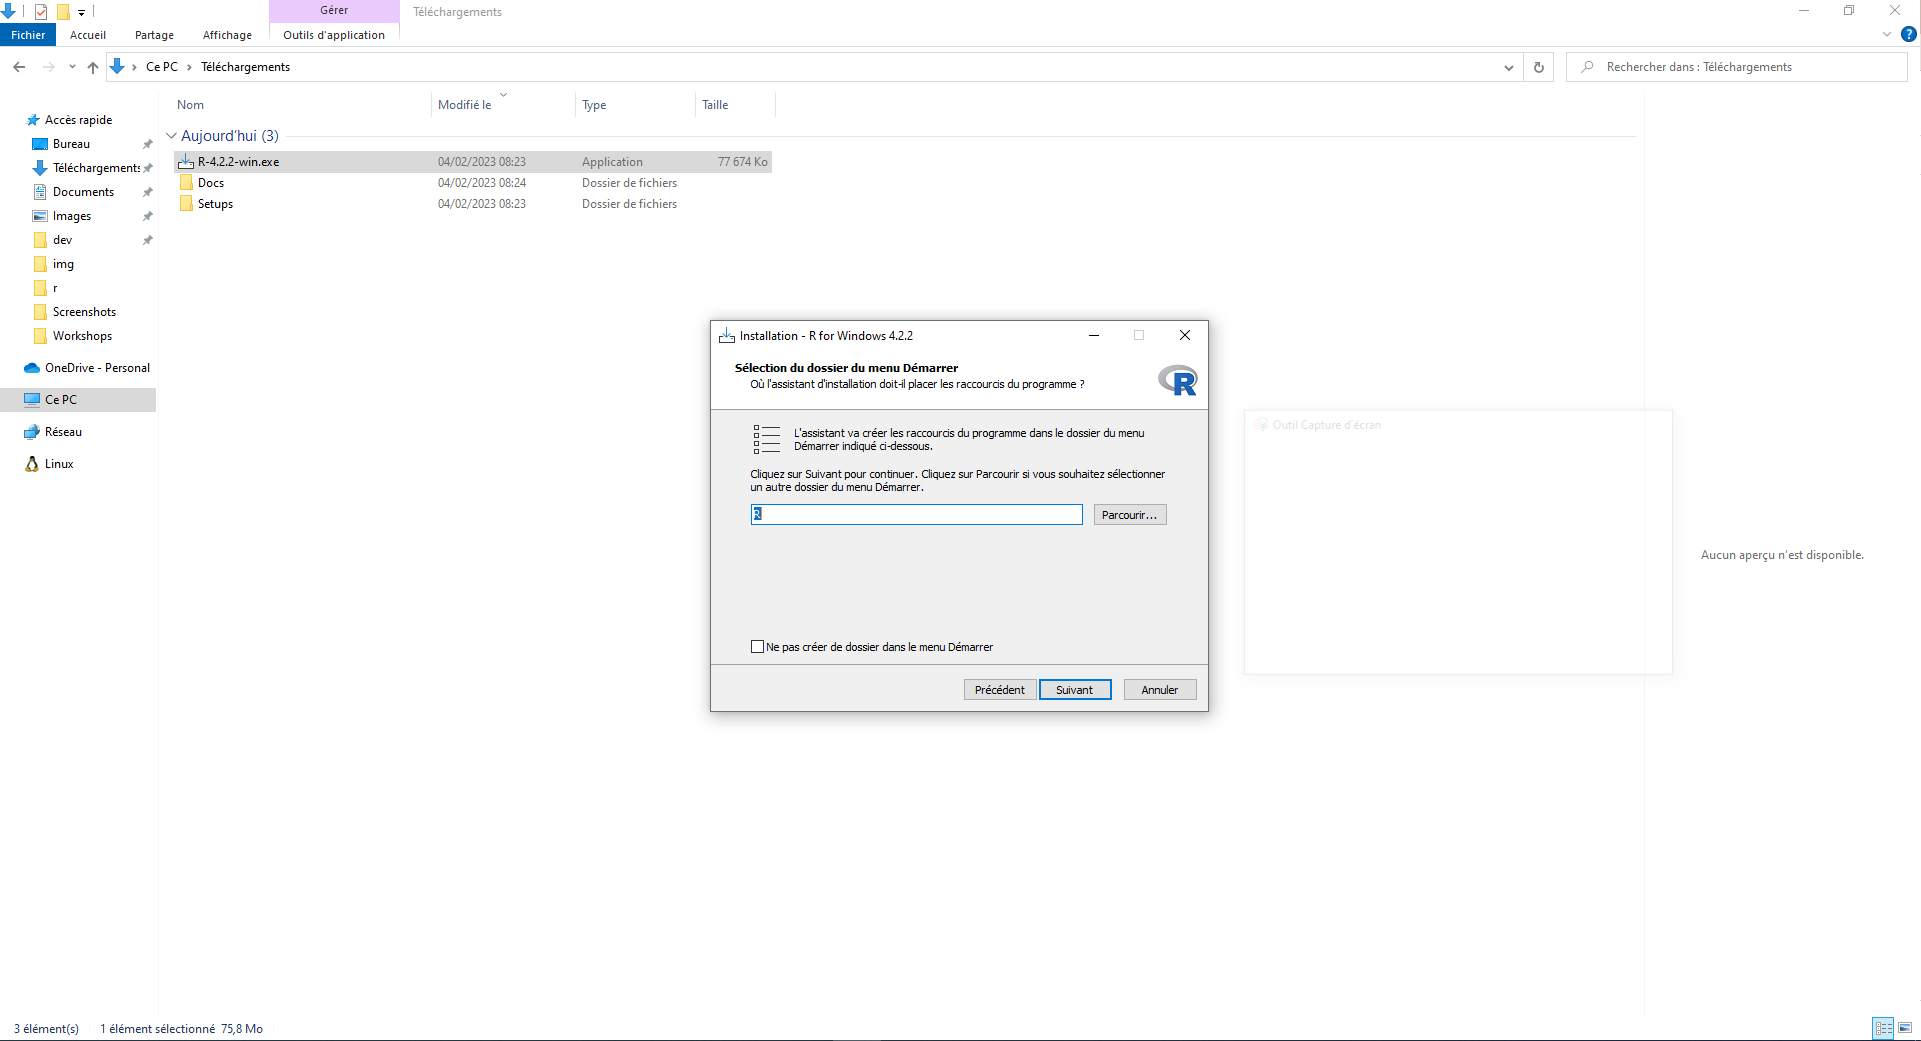 Gérer
Téléchargements
Fichier
Accueil
Partage
Affichage
Outils d'application
Ce PC
Téléchargements
Rechercher dans : Téléchargements
Nom
Modifié le
Type
Taille
Accès rapide
Bureau
Téléchargements
Documents
Images
dev
img
r
Screenshots
Workshops
OneDrive - Personal
Ce PC
Réseau
Linux
Aujourd'hui (3)
R-4.2.2-win.exe 04/02/2023 08:23 Application 77 674 Ko
Docs 04/02/2023 08:24 Dossier de fichiers
Setups 04/02/2023 08:23 Dossier de fichiers
Installation - R for Windows 4.2.2
Sélection du dossier du menu Démarrer
Où l'assistant d'installation doit-il placer les raccourcis du programme ?
R
L'assistant va créer les raccourcis du programme dans le dossier du menu
Démarrer indiqué ci-dessous.
Cliquez sur Suivant pour continuer. Cliquez sur Parcourir si vous souhaitez sélectionner
un autre dossier du menu Démarrer.
R
Parcourir...
Ne pas créer de dossier dans le menu Démarrer
Précédent
Suivant
Annuler
Outil Capture d'écran
Aucun aperçu n'est disponible.
3 élément(s)
1 élément sélectionné 75,8 Mo